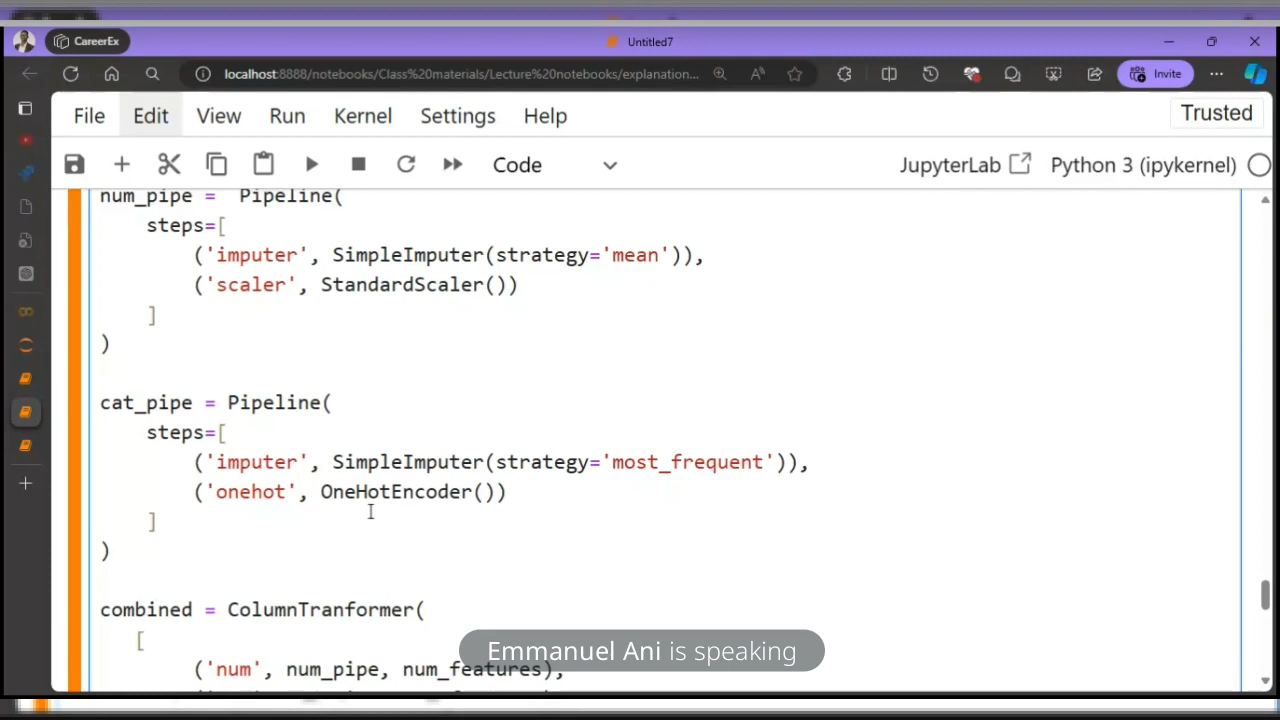 CareerEx
Untitled7
localhost:8888/notebooks/Class%20materials/Lecture%20notebooks/explanation...
Invite
File Edit View Run Kernel Settings Help
Trusted
Code
JupyterLab
Python 3 (ipykernel)
num_pipe = Pipeline(
steps=[
('imputer', SimpleImputer(strategy='mean')),
('scaler', StandardScaler())
]
)
cat_pipe = Pipeline(
steps=[
('imputer', SimpleImputer(strategy='most_frequent')),
('onehot', OneHotEncoder())
]
)
combined = ColumnTranformer(
[
('num', num_pipe, num_features),
Emmanuel Ani is speaking